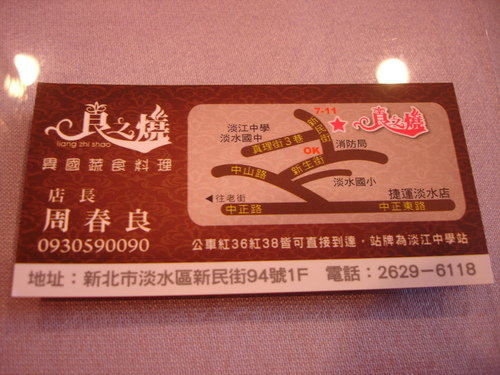 良之燒
liang zhi shao
異國蔬食料理
店長
周春良
0930590090
7-11
新民街
良之燒
淡江中學
淡水國中
真理街3巷
消防局
OK
新生街
中山路
淡水國小
往老街
捷運淡水店
中正路
中正東路
公車紅36紅38皆可直接到達，站牌為淡江中學站
地址：新北市淡水區新民街94號1F 電話：2629-6118